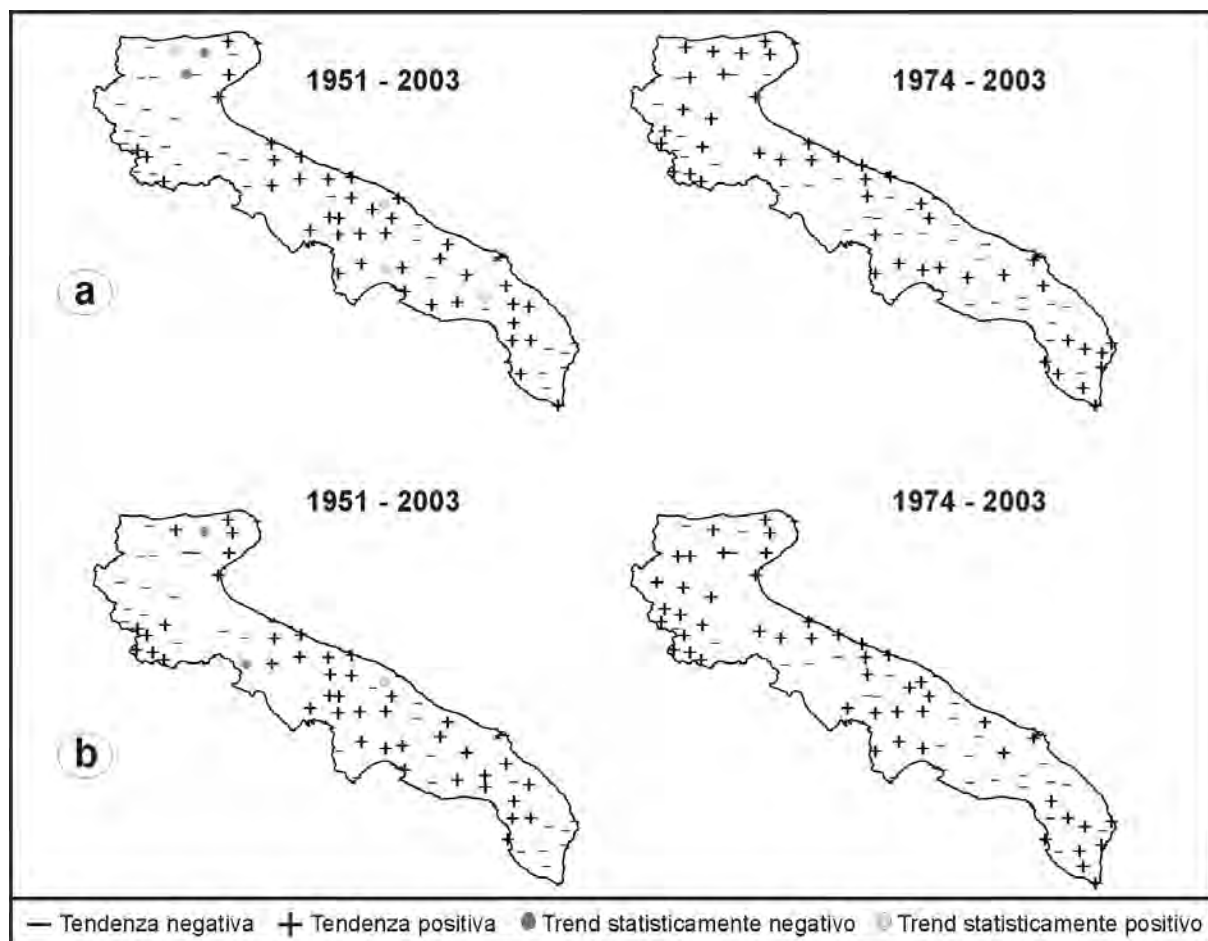 1951 - 2003
1974 - 2003
a
1951 - 2003
1974 - 2003
b
— Tendenza negativa + Tendenza positiva Trend statisticamente negativo Trend statisticamente positivo